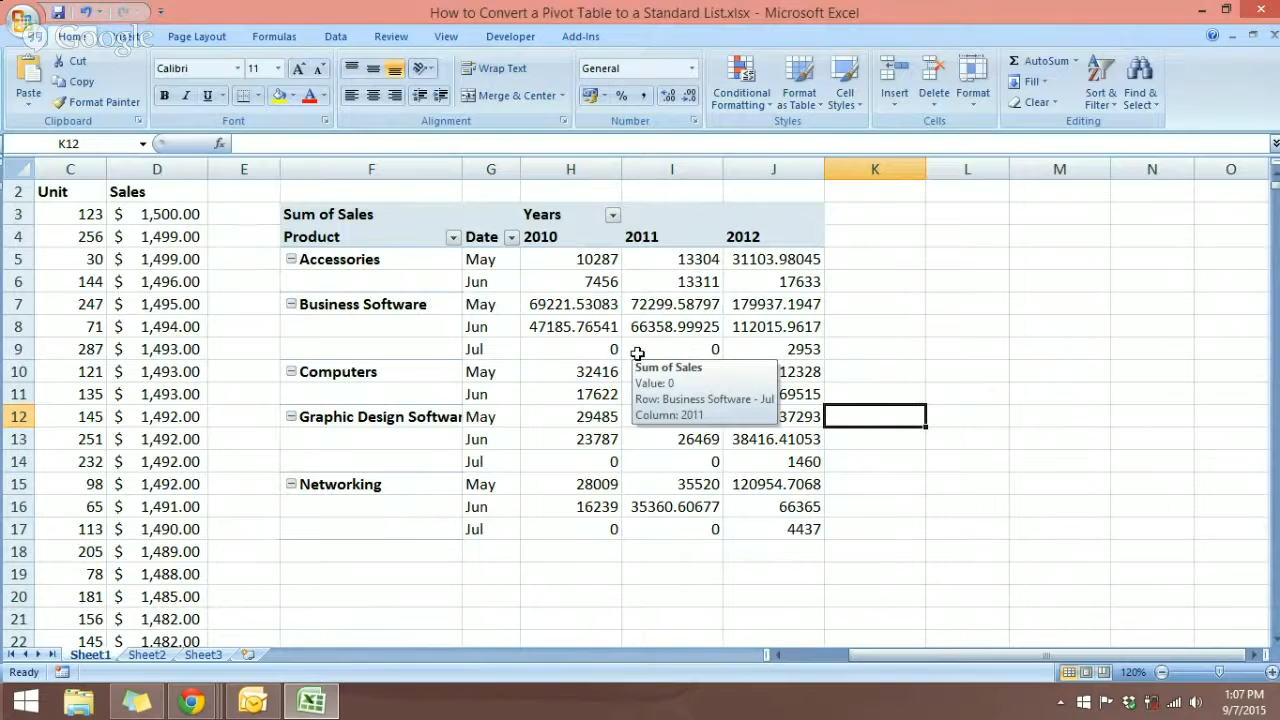 How to Convert a Pivot Table to a Standard List.xlsx - Microsoft Excel
Google
Home Insert Page Layout Formulas Data Review View Developer Add-Ins
Cut
Copy
Format Painter
Paste
Clipboard
Calibri 11
B I U
Font
Wrap Text
Merge & Center
Alignment
General
$ % ,
Number
Conditional Formatting
Format as Table
Cell Styles
Styles
Insert Delete Format
Cells
Σ AutoSum
Fill
Clear
Sort & Filter
Find & Select
Editing
K12 fx
C D E F G H I J K L M N O
2 Unit Sales
3 123 $ 1,500.00 Sum of Sales Years
4 256 $ 1,499.00 Product Date 2010 2011 2012
5 30 $ 1,499.00 Accessories May 10287 13304 31103.98045
6 144 $ 1,496.00 Jun 7456 13311 17633
7 247 $ 1,495.00 Business Software May 69221.53083 72299.58797 179937.1947
8 71 $ 1,494.00 Jun 47185.76541 66358.99925 112015.9617
9 287 $ 1,493.00 Jul 0 0 2953
10 121 $ 1,493.00 Computers May 32416 12328
11 135 $ 1,493.00 Jun 17622 69515
12 145 $ 1,492.00 Graphic Design Softwar May 29485 37293
Sum of Sales
Value: 0
Row: Business Software - Jul
Column: 2011
13 251 $ 1,492.00 Jun 23787 26469 38416.41053
14 232 $ 1,492.00 Jul 0 0 1460
15 98 $ 1,492.00 Networking May 28009 35520 120954.7068
16 65 $ 1,491.00 Jun 16239 35360.60677 66365
17 113 $ 1,490.00 Jul 0 0 4437
18 205 $ 1,489.00
19 78 $ 1,488.00
20 181 $ 1,485.00
21 156 $ 1,482.00
22 145 $ 1,482.00
Sheet1 Sheet2 Sheet3
Ready 120%
1:07 PM
9/7/2015